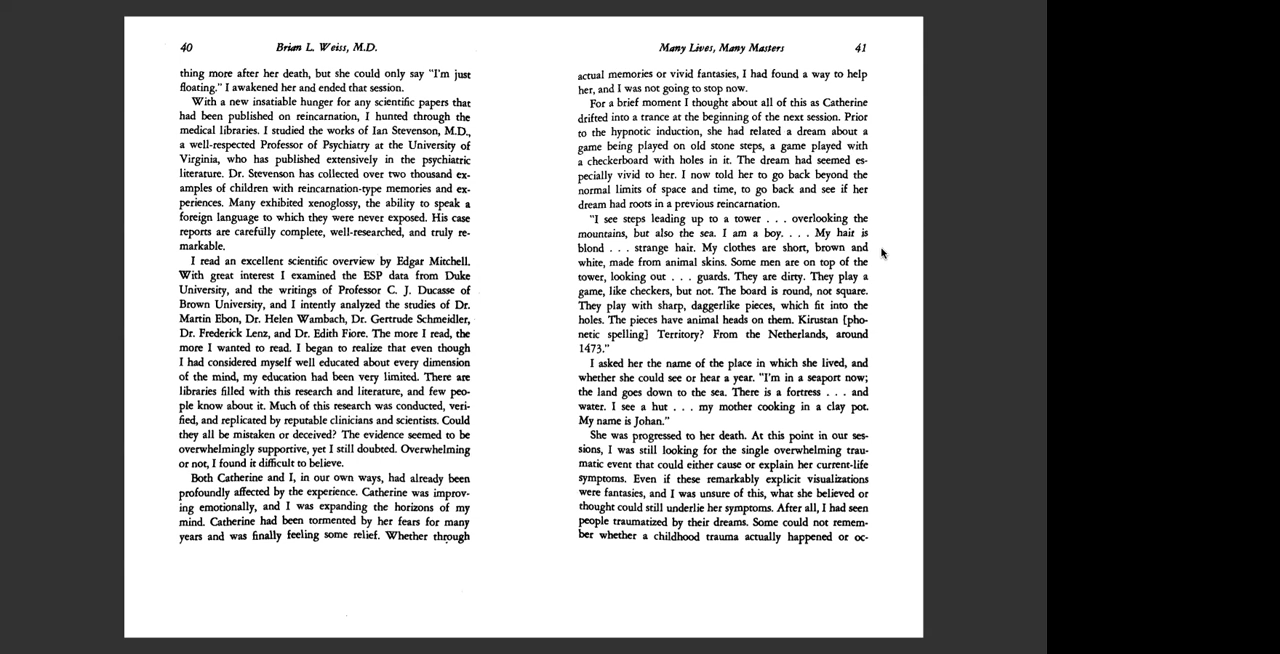 40 Brian L. Weiss, M.D.
thing more after her death, but she could only say "I'm just
floating." I awakened her and ended that session.
With a new insatiable hunger for any scientific papers that
had been published on reincarnation, I hunted through the
medical libraries. I studied the works of Ian Stevenson, M.D.,
a well-respected Professor of Psychiatry at the University of
Virginia, who has published extensively in the psychiatric
literature. Dr. Stevenson has collected over two thousand ex-
amples of children with reincarnation-type memories and ex-
periences. Many exhibited xenoglossy, the ability to speak a
foreign language to which they were never exposed. His case
reports are carefully complete, well-researched, and truly re-
markable.
I read an excellent scientific overview by Edgar Mitchell.
With great interest I examined the ESP data from Duke
University, and the writings of Professor C. J. Ducasse of
Brown University, and I intently analyzed the studies of Dr.
Martin Ebon, Dr. Helen Wambach, Dr. Gertrude Schmeidler,
Dr. Frederick Lenz, and Dr. Edith Fiore. The more I read, the
more I wanted to read. I began to realize that even though
I had considered myself well educated about every dimension
of the mind, my education had been very limited. There are
libraries filled with this research and literature, and few peo-
ple know about it. Much of this research was conducted, veri-
fied, and replicated by reputable clinicians and scientists. Could
they all be mistaken or deceived? The evidence seemed to be
overwhelmingly supportive, yet I still doubted. Overwhelming
or not, I found it difficult to believe.
Both Catherine and I, in our own ways, had already been
profoundly affected by the experience. Catherine was improv-
ing emotionally, and I was expanding the horizons of my
mind. Catherine had been tormented by her fears for many
years and was finally feeling some relief. Whether through
Many Lives, Many Masters 41
actual memories or vivid fantasies, I had found a way to help
her, and I was not going to stop now.
For a brief moment I thought about all of this as Catherine
drifted into a trance at the beginning of the next session. Prior
to the hypnotic induction, she had related a dream about a
game being played on old stone steps, a game played with
a checkerboard with holes in it. The dream had seemed es-
pecially vivid to her. I now told her to go back beyond the
normal limits of space and time, to go back and see if her
dream had roots in a previous reincarnation.
"I see steps leading up to a tower . . . overlooking the
mountains, but also the sea. I am a boy. . . . My hair is
blond . . . strange hair. My clothes are short, brown and
white, made from animal skins. Some men are on top of the
tower, looking out . . . guards. They are dirty. They play a
game, like checkers, but not. The board is round, not square.
They play with sharp, daggerlike pieces, which fit into the
holes. The pieces have animal heads on them. Kirustan [pho-
netic spelling] Territory? From the Netherlands, around
1473."
I asked her the name of the place in which she lived, and
whether she could see or hear a year. "I'm in a seaport now;
the land goes down to the sea. There is a fortress . . . and
water. I see a hut . . . my mother cooking in a clay pot.
My name is Johan."
She was progressed to her death. At this point in our ses-
sions, I was still looking for the single overwhelming trau-
matic event that could either cause or explain her current-life
symptoms. Even if these remarkably explicit visualizations
were fantasies, and I was unsure of this, what she believed or
thought could still underlie her symptoms. After all, I had seen
people traumatized by their dreams. Some could not remem-
ber whether a childhood trauma actually happened or oc-